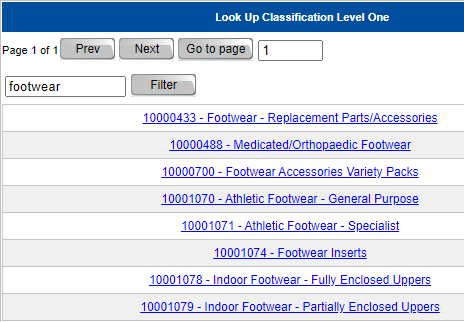 Look Up Classification Level One
Page 1 of 1 Prev Next Go to page 1
footwear Filter
10000433 - Footwear - Replacement Parts/Accessories
10000488 - Medicated/Orthopaedic Footwear
10000700 - Footwear Accessories Variety Packs
10001070 - Athletic Footwear - General Purpose
10001071 - Athletic Footwear - Specialist
10001074 - Footwear Inserts
10001078 - Indoor Footwear - Fully Enclosed Uppers
10001079 - Indoor Footwear - Partially Enclosed Uppers